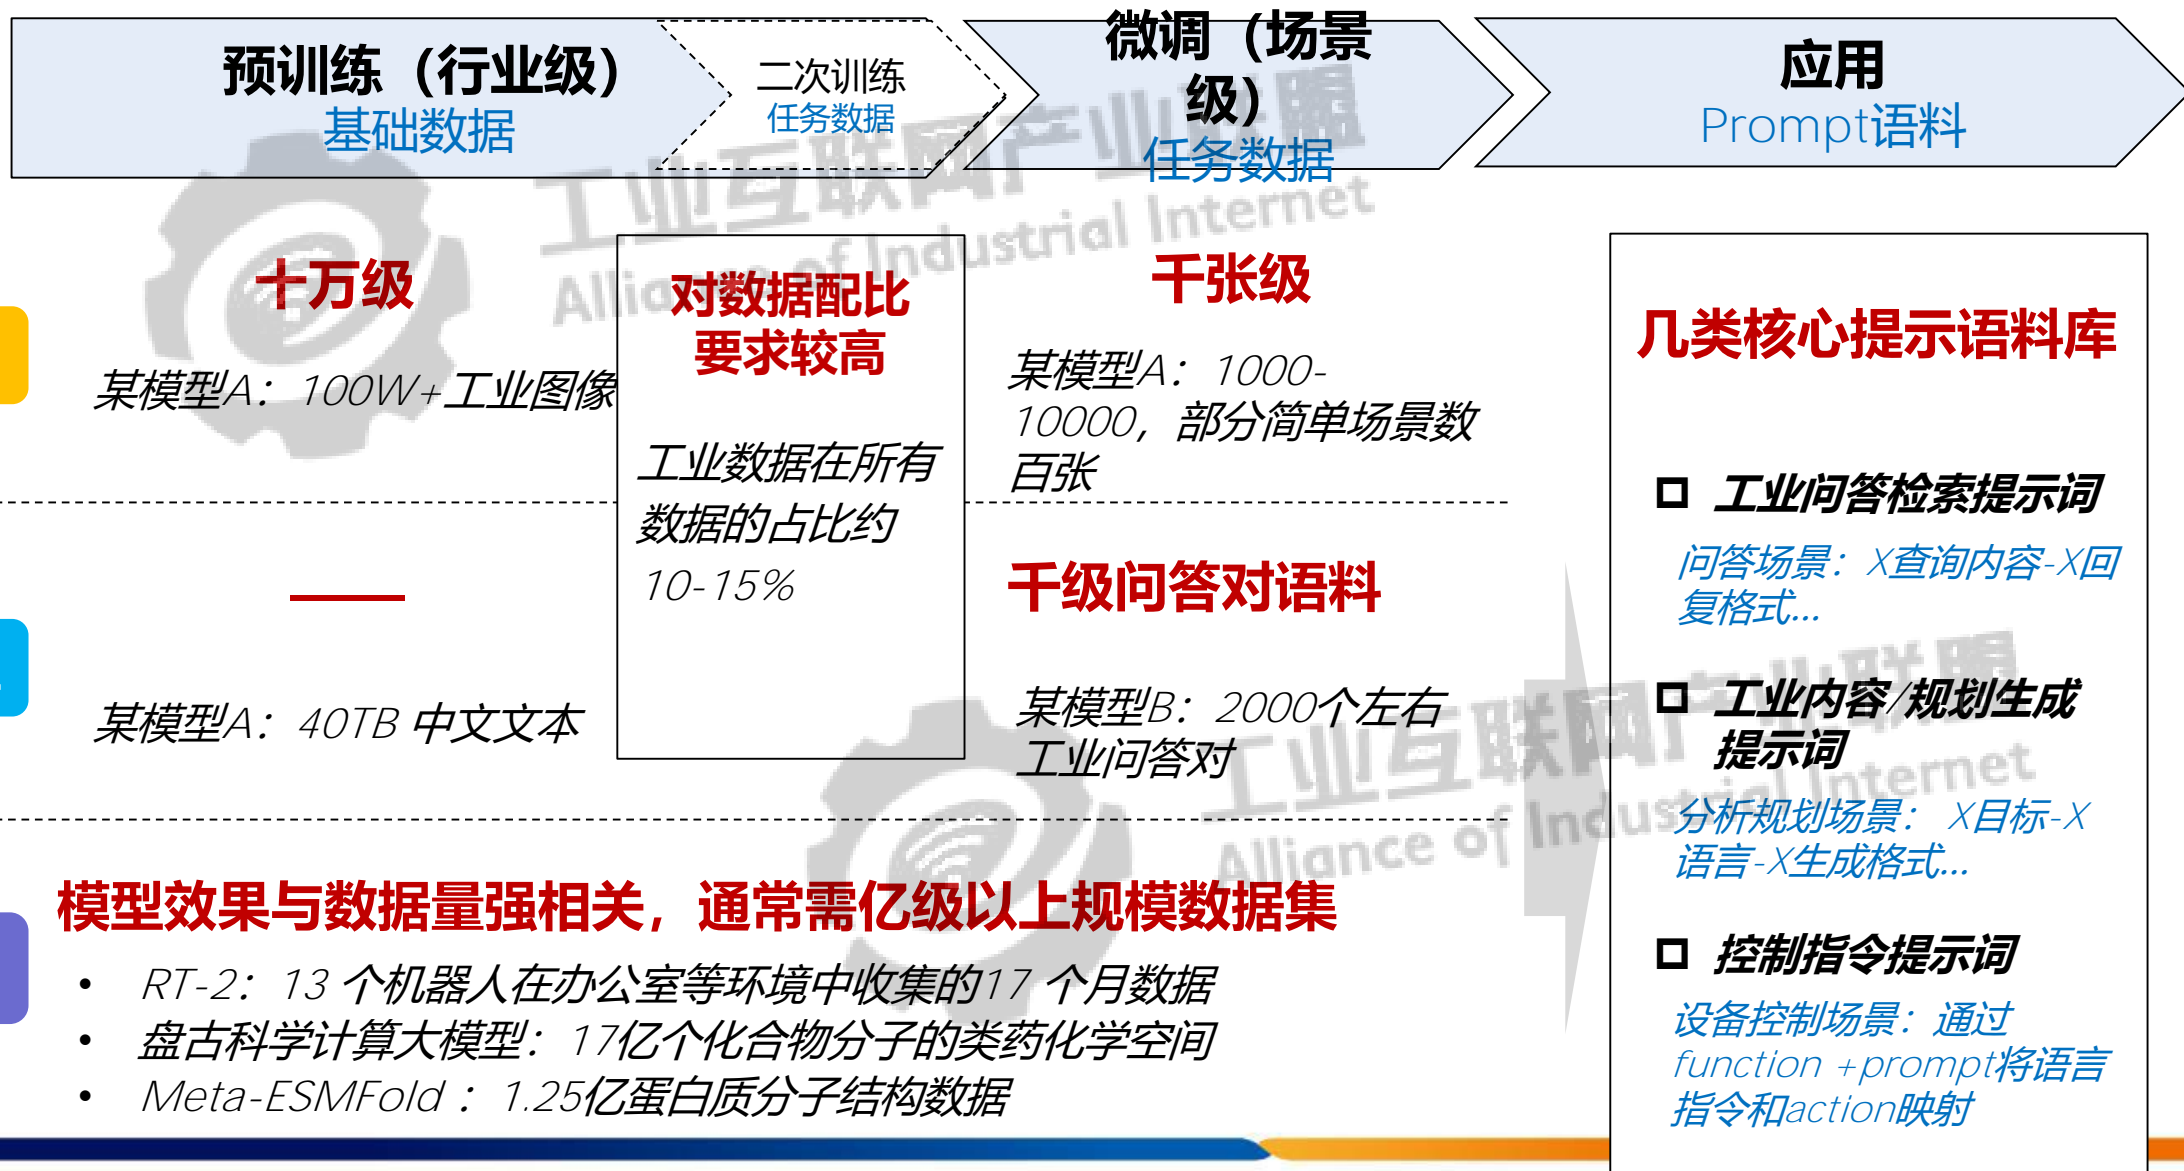 预训练（行业级）
基础数据
二次训练
任务数据
微调（场景
级）
任务数据
应用
Prompt语料
十万级
某模型A：100W+工业图像
对数据配比
要求较高
工业数据在所有
数据的占比约
10-15%
千张级
某模型A：1000-
10000，部分简单场景数
百张
某模型A：40TB 中文文本
千级问答对语料
某模型B：2000个左右
工业问答对
模型效果与数据量强相关，通常需亿级以上规模数据集
• RT-2：13 个机器人在办公室等环境中收集的17 个月数据
• 盘古科学计算大模型：17亿个化合物分子的类药化学空间
• Meta-ESMFold ：1.25亿蛋白质分子结构数据
几类核心提示语料库
工业问答检索提示词
问答场景：X查询内容-X回
复格式...
工业内容/规划生成
提示词
分析规划场景： X目标-X
语言-X生成格式...
控制指令提示词
设备控制场景：通过
function +prompt将语言
指令和action映射
工业互联网产业联盟
Alliance of Industrial Internet
工业互联网产业联盟
Alliance of Industrial Internet